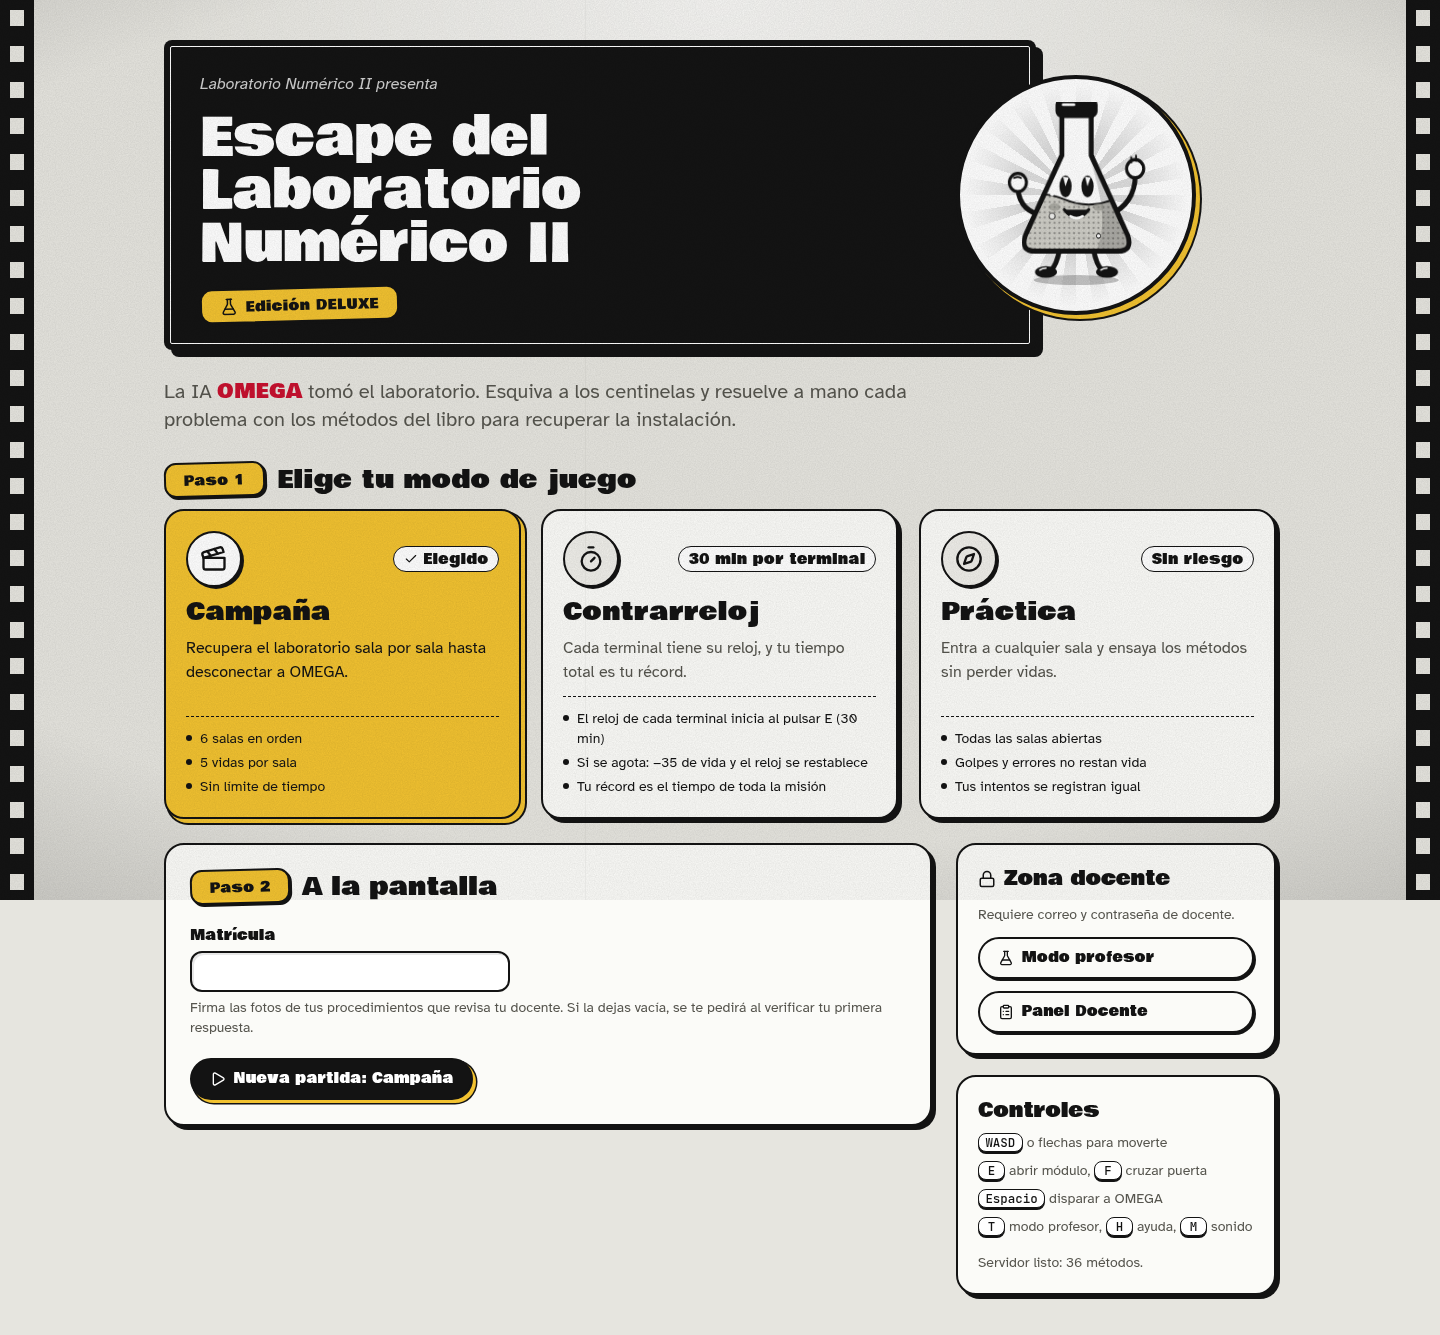 Laboratorio Numérico II presenta
Escape del
Laboratorio
Numérico II
Edición DELUXE
La IA OMEGA tomó el laboratorio. Esquiva a los centinelas y resuelve a mano cada
problema con los métodos del libro para recuperar la instalación.
Paso 1 Elige tu modo de juego
Elegido
Campaña
Recupera el laboratorio sala por sala hasta
desconectar a OMEGA.
6 salas en orden
5 vidas por sala
Sin límite de tiempo
30 min por terminal
Contrarreloj
Cada terminal tiene su reloj, y tu tiempo
total es tu récord.
El reloj de cada terminal inicia al pulsar E (30
min)
Si se agota: −35 de vida y el reloj se restablece
Tu récord es el tiempo de toda la misión
Sin riesgo
Práctica
Entra a cualquier sala y ensaya los métodos
sin perder vidas.
Todas las salas abiertas
Golpes y errores no restan vida
Tus intentos se registran igual
Paso 2 A la pantalla
Matrícula
Firma las fotos de tus procedimientos que revisa tu docente. Si la dejas vacía, se te pedirá al verificar tu primera
respuesta.
Nueva partida: Campaña
Zona docente
Requiere correo y contraseña de docente.
Modo profesor
Panel Docente
Controles
WASD o flechas para moverte
E abrir módulo, F cruzar puerta
Espacio disparar a OMEGA
T modo profesor, H ayuda, M sonido
Servidor listo: 36 métodos.